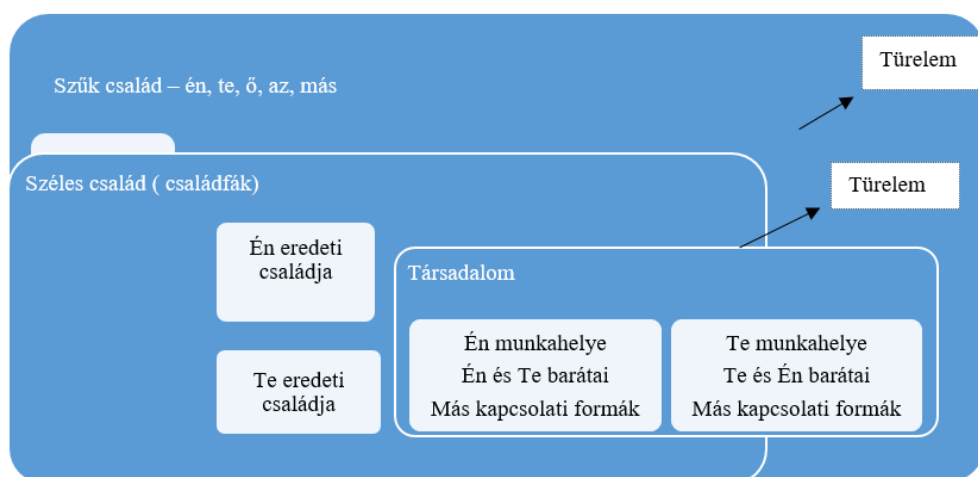 Türelem
Szűk család – én, te, ő, az, más
Türelem
Széles család ( családfák)
Én eredeti
családja
Társadalom
Te eredeti
családja
Én munkahelye
Én és Te barátai
Más kapcsolati formák
Te munkahelye
Te és Én barátai
Más kapcsolati formák